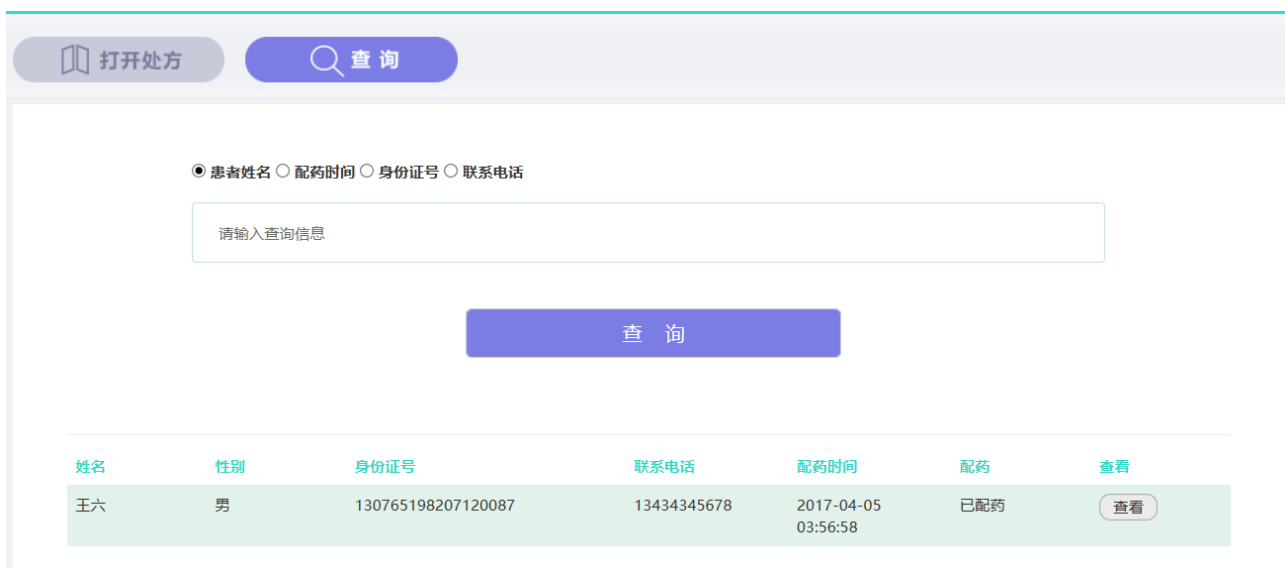 打开处方 查 询
患者姓名 配药时间 身份证号 联系电话
请输入查询信息
查 询
姓名 性别 身份证号 联系电话 配药时间 配药 查看
王六 男 130765198207120087 13434345678 2017-04-05 已配药 查看
03:56:58